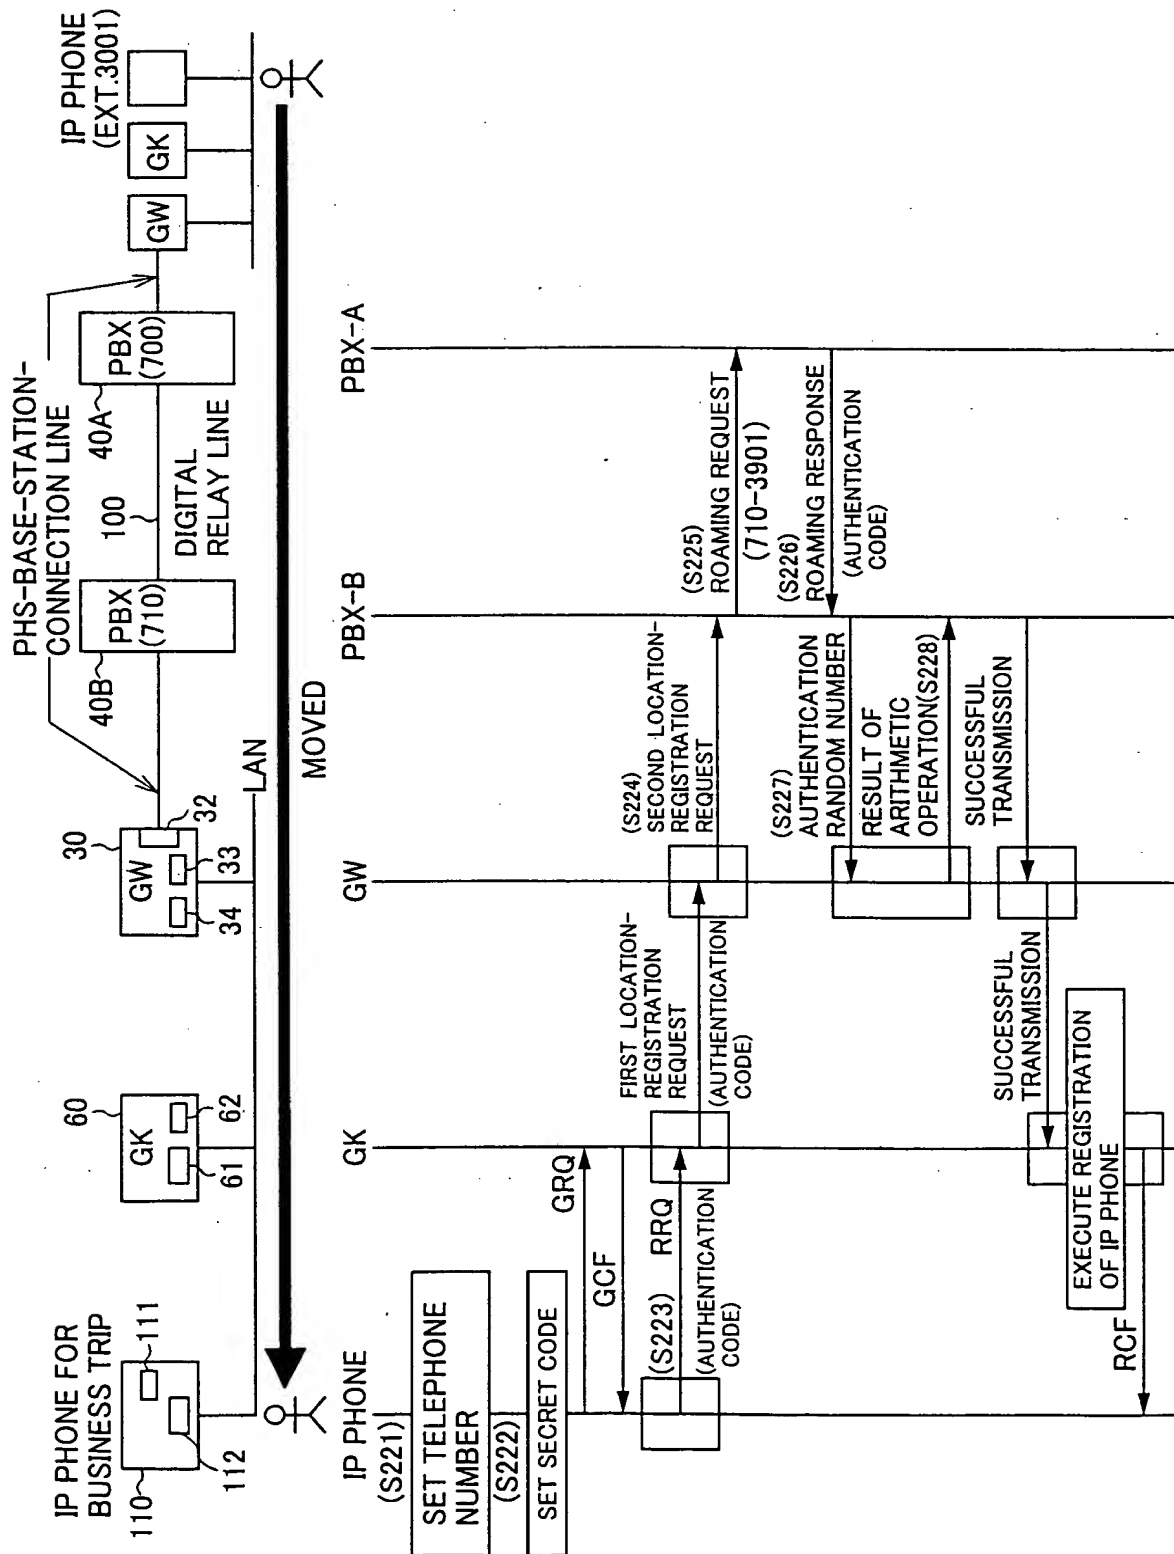 IP PHONE FOR
BUSINESS TRIP
110
111
112
60
GK
61
62
30
GW
32
33
34
LAN
PHS-BASE-STATION-
CONNECTION LINE
40B
PBX
(710)
100
DIGITAL
RELAY LINE
40A
PBX
(700)
GW
GK
IP PHONE
(EXT.3001)
MOVED
IP PHONE
GK
GW
PBX-B
PBX-A
(S221)
SET TELEPHONE
NUMBER
(S222)
SET SECRET CODE
GRQ
GCF
(S223)
RRQ
(AUTHENTICATION
CODE)
FIRST LOCATION-
REGISTRATION
REQUEST
(AUTHENTICATION
CODE)
(S224)
SECOND LOCATION-
REGISTRATION
REQUEST
(S225)
ROAMING REQUEST
(710-3901)
(S226)
ROAMING RESPONSE
(AUTHENTICATION
CODE)
(S227)
AUTHENTICATION
RANDOM NUMBER
RESULT OF
ARITHMETIC
OPERATION(S228)
SUCCESSFUL
TRANSMISSION
SUCCESSFUL
TRANSMISSION
EXECUTE REGISTRATION
OF IP PHONE
RCF